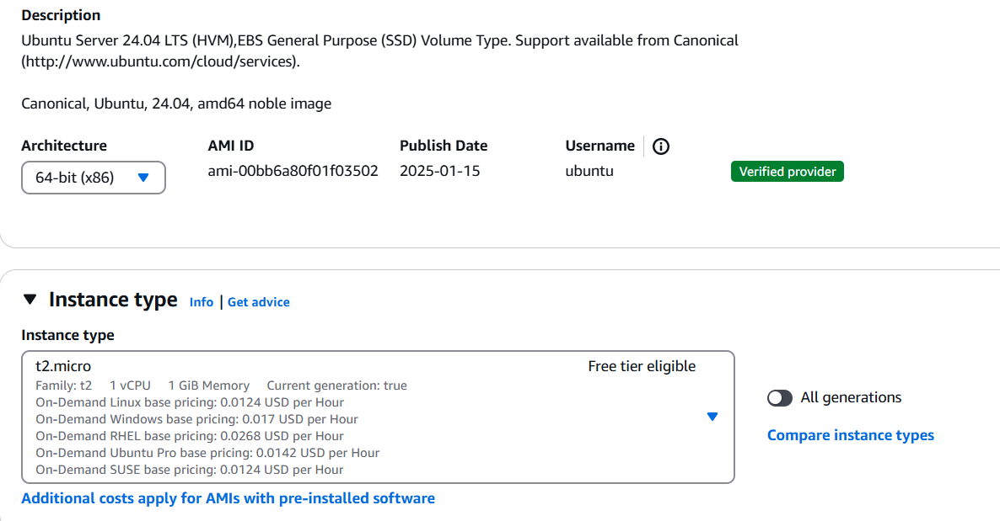 Description
Ubuntu Server 24.04 LTS (HVM),EBS General Purpose (SSD) Volume Type. Support available from Canonical
(http://www.ubuntu.com/cloud/services).
Canonical, Ubuntu, 24.04, amd64 noble image
Architecture AMI ID Publish Date Username
64-bit (x86) ami-00bb6a80f01f03502 2025-01-15 ubuntu Verified provider
Instance type Info | Get advice
Instance type
t2.micro Free tier eligible
Family: t2 1 vCPU 1 GiB Memory Current generation: true
On-Demand Linux base pricing: 0.0124 USD per Hour
On-Demand Windows base pricing: 0.017 USD per Hour
On-Demand RHEL base pricing: 0.0268 USD per Hour
On-Demand Ubuntu Pro base pricing: 0.0142 USD per Hour
On-Demand SUSE base pricing: 0.0124 USD per Hour
All generations
Compare instance types
Additional costs apply for AMIs with pre-installed software